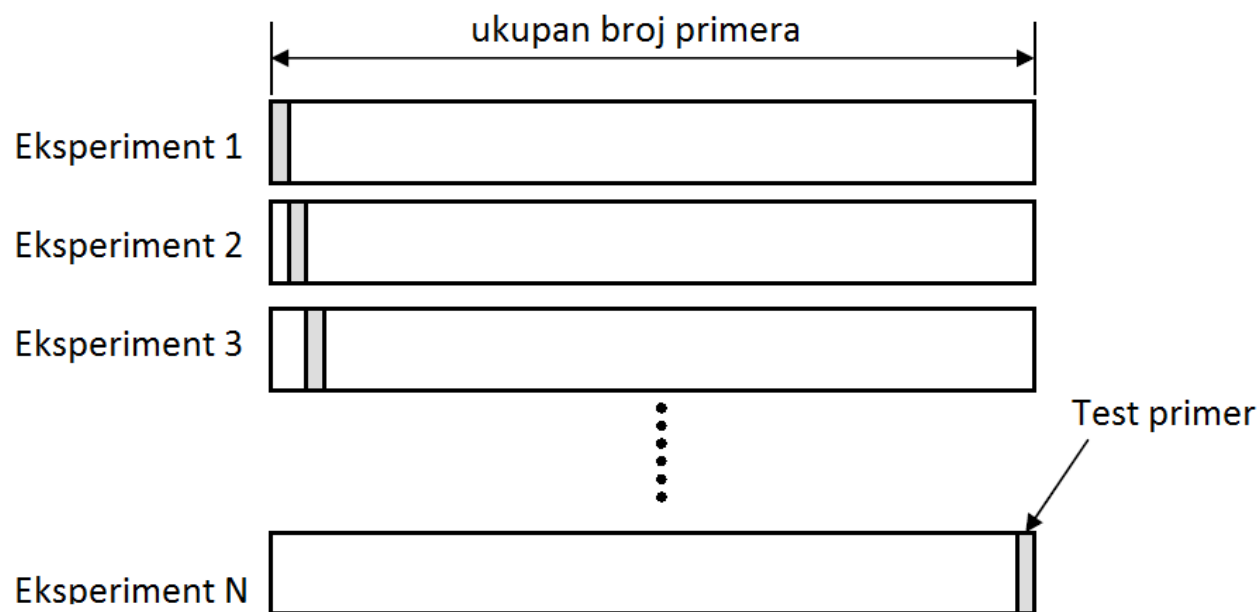 ukupan broj primera
Eksperiment 1
Eksperiment 2
Eksperiment 3
Test primer
Eksperiment N